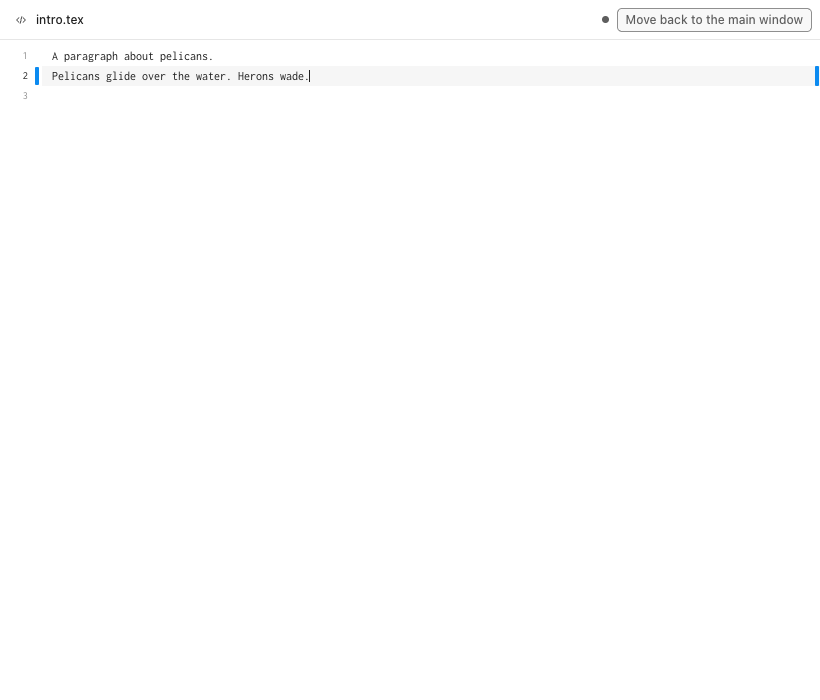 intro.tex
Move back to the main window
1 A paragraph about pelicans.
2 Pelicans glide over the water. Herons wade.
3